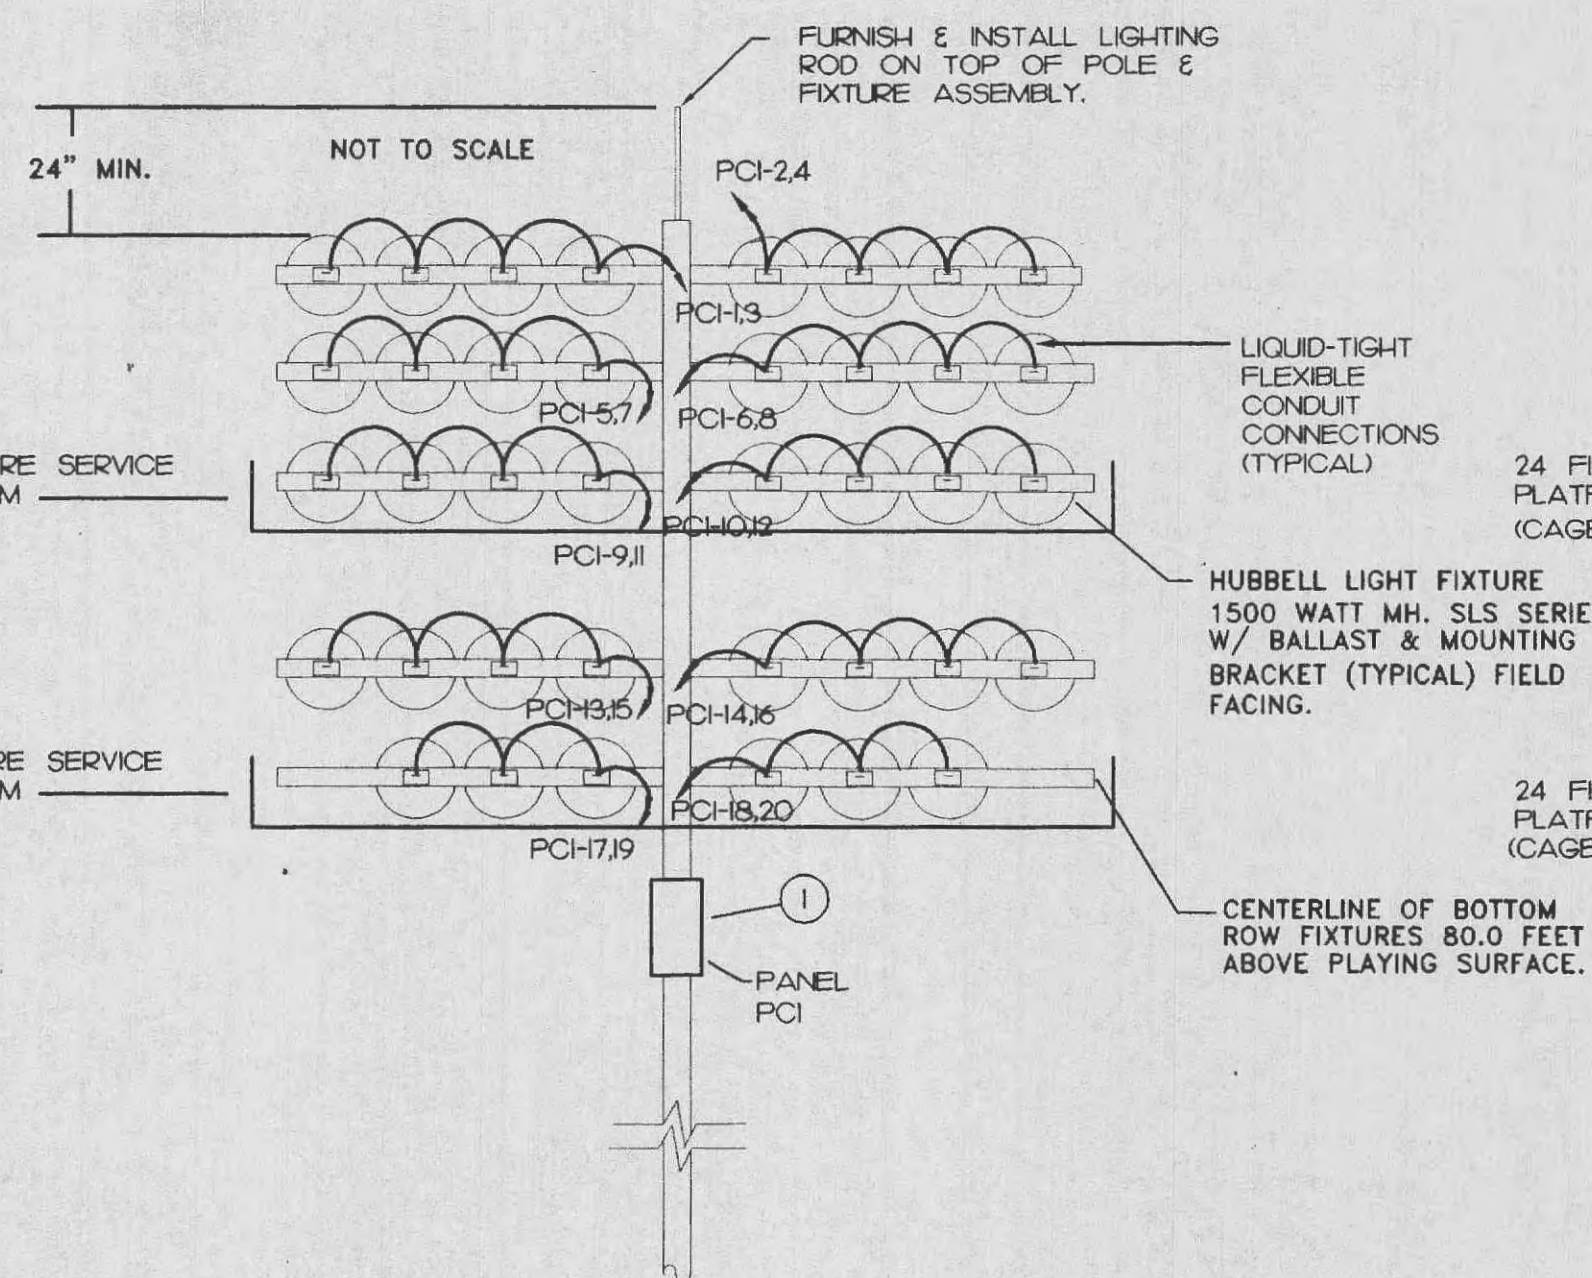 FURNISH & INSTALL LIGHTING
ROD ON TOP OF POLE &
FIXTURE ASSEMBLY.
NOT TO SCALE
24" MIN.
PCI-2,4
PCI-1,3
PCI-5,7
PCI-6,8
LIQUID-TIGHT
FLEXIBLE
CONDUIT
CONNECTIONS
(TYPICAL)
RE SERVICE
M
24 FI
PLATF
(CAGE
PCI-10,12
PCI-9,11
HUBBELL LIGHT FIXTURE
1500 WATT MH. SLS SERIE
W/ BALLAST & MOUNTING
BRACKET (TYPICAL) FIELD
FACING.
PCI-13,15
PCI-14,16
RE SERVICE
M
24 FI
PLATF
(CAGE
PCI-18,20
PCI-17,19
1
CENTERLINE OF BOTTOM
ROW FIXTURES 80.0 FEET
ABOVE PLAYING SURFACE.
PANEL
PCI